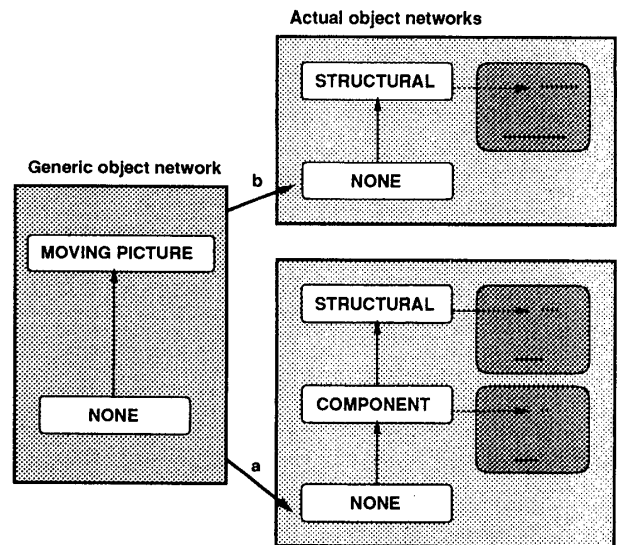 Actual object networks
STRUCTURAL
NONE
Generic object network
b
MOVING PICTURE
NONE
a
STRUCTURAL
COMPONENT
NONE